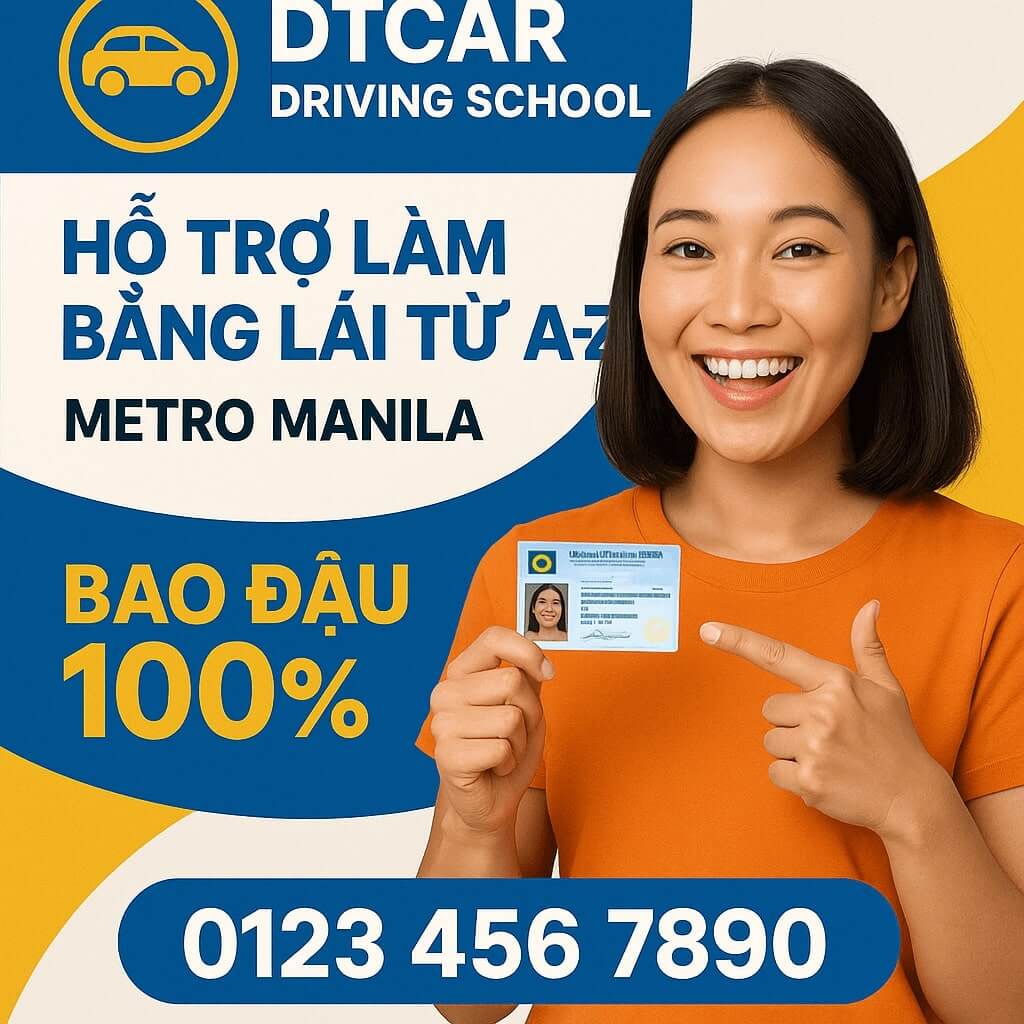 DTCAR
DRIVING SCHOOL
HỖ TRỢ LÀM
BẰNG LÁI TỪ A-Z
METRO MANILA
BAO ĐẬU
100%
0123 456 7890